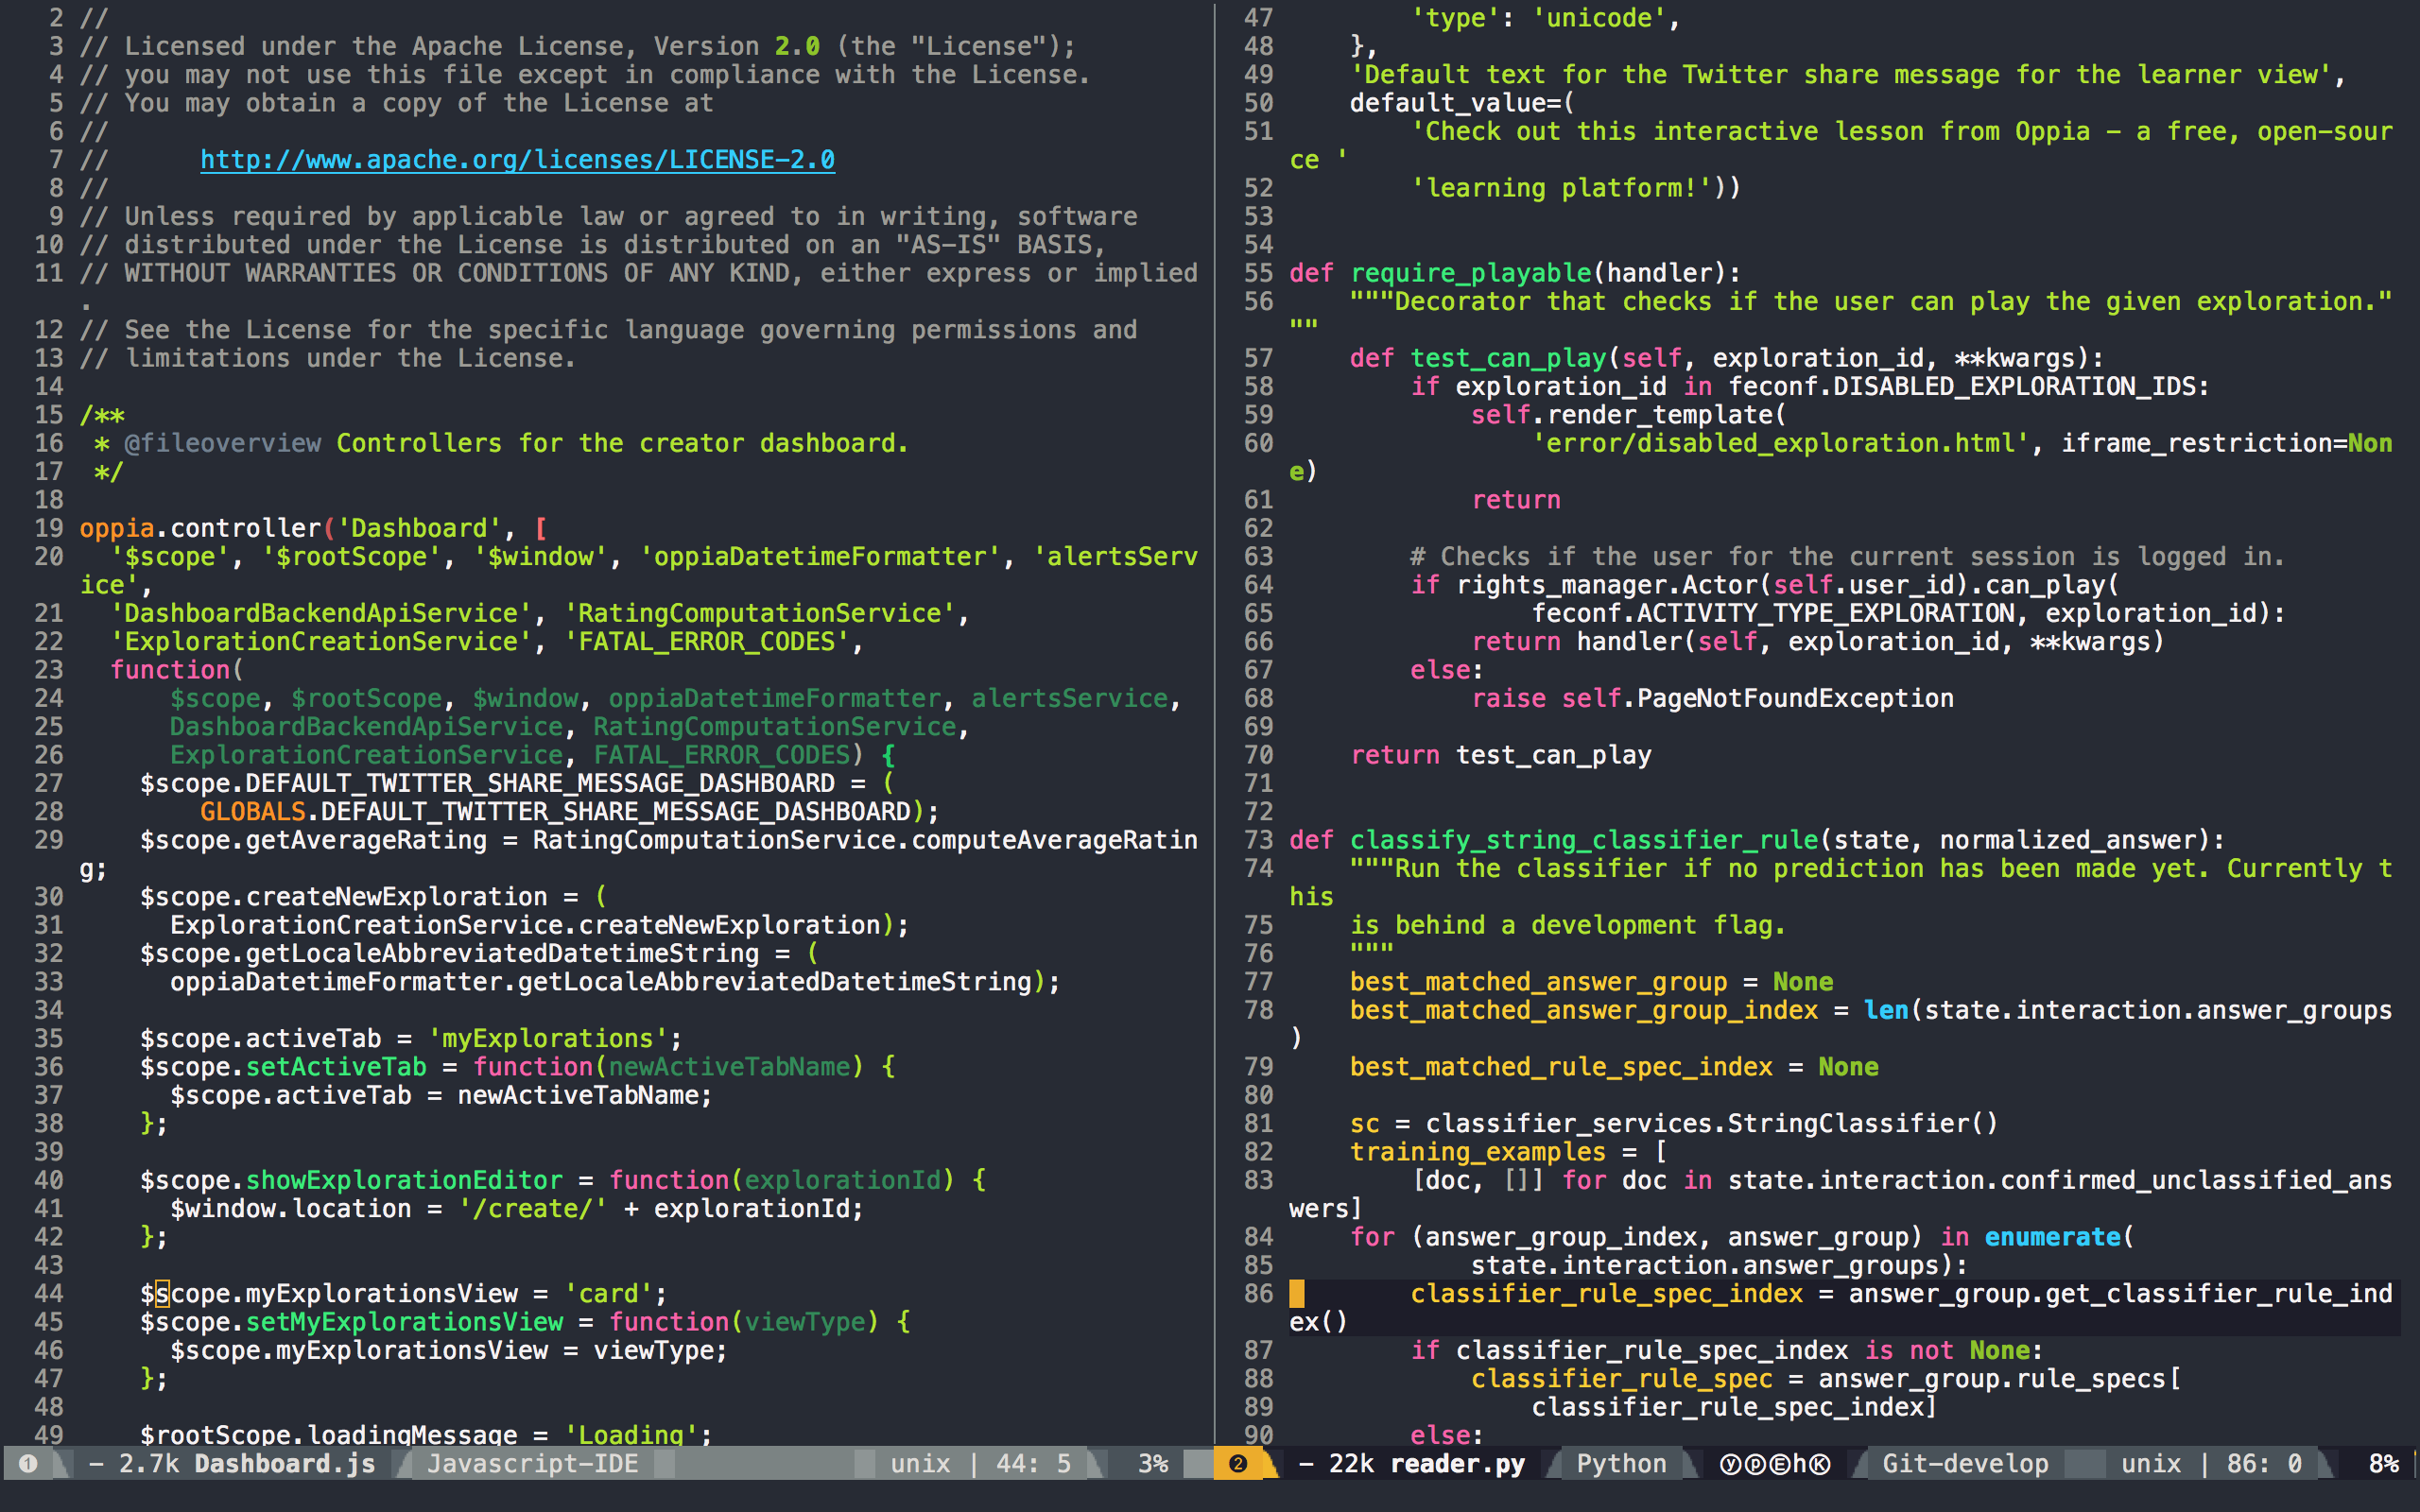 2 //
3 // Licensed under the Apache License, Version 2.0 (the "License");
4 // you may not use this file except in compliance with the License.
5 // You may obtain a copy of the License at
6 //
7 //      http://www.apache.org/licenses/LICENSE-2.0
8 //
9 // Unless required by applicable law or agreed to in writing, software
10 // distributed under the License is distributed on an "AS-IS" BASIS,
11 // WITHOUT WARRANTIES OR CONDITIONS OF ANY KIND, either express or implied
.
12 // See the License for the specific language governing permissions and
13 // limitations under the License.
14
15 /**
16  * @fileoverview Controllers for the creator dashboard.
17  */
18
19 oppia.controller('Dashboard', [
20   '$scope', '$rootScope', '$window', 'oppiaDatetimeFormatter', 'alertsServ
ice',
21   'DashboardBackendApiService', 'RatingComputationService',
22   'ExplorationCreationService', 'FATAL_ERROR_CODES',
23   function(
24       $scope, $rootScope, $window, oppiaDatetimeFormatter, alertsService,
25       DashboardBackendApiService, RatingComputationService,
26       ExplorationCreationService, FATAL_ERROR_CODES) {
27     $scope.DEFAULT_TWITTER_SHARE_MESSAGE_DASHBOARD = (
28         GLOBALS.DEFAULT_TWITTER_SHARE_MESSAGE_DASHBOARD);
29     $scope.getAverageRating = RatingComputationService.computeAverageRatin
g;
30     $scope.createNewExploration = (
31       ExplorationCreationService.createNewExploration);
32     $scope.getLocaleAbbreviatedDatetimeString = (
33       oppiaDatetimeFormatter.getLocaleAbbreviatedDatetimeString);
34
35     $scope.activeTab = 'myExplorations';
36     $scope.setActiveTab = function(newActiveTabName) {
37       $scope.activeTab = newActiveTabName;
38     };
39
40     $scope.showExplorationEditor = function(explorationId) {
41       $window.location = '/create/' + explorationId;
42     };
43
44     $scope.myExplorationsView = 'card';
45     $scope.setMyExplorationsView = function(viewType) {
46       $scope.myExplorationsView = viewType;
47     };
48
49     $rootScope.loadingMessage = 'Loading';
❶ - 2.7k Dashboard.js Javascript-IDE unix | 44: 5 3%
47         'type': 'unicode',
48     },
49     'Default text for the Twitter share message for the learner view',
50     default_value=(
51         'Check out this interactive lesson from Oppia - a free, open-sour
ce '
52         'learning platform!'))
53
54
55 def require_playable(handler):
56     """Decorator that checks if the user can play the given exploration."
""
57     def test_can_play(self, exploration_id, **kwargs):
58         if exploration_id in feconf.DISABLED_EXPLORATION_IDS:
59             self.render_template(
60                 'error/disabled_exploration.html', iframe_restriction=Non
e)
61             return
62
63         # Checks if the user for the current session is logged in.
64         if rights_manager.Actor(self.user_id).can_play(
65                 feconf.ACTIVITY_TYPE_EXPLORATION, exploration_id):
66             return handler(self, exploration_id, **kwargs)
67         else:
68             raise self.PageNotFoundException
69
70     return test_can_play
71
72
73 def classify_string_classifier_rule(state, normalized_answer):
74     """Run the classifier if no prediction has been made yet. Currently t
his
75     is behind a development flag.
76     """
77     best_matched_answer_group = None
78     best_matched_answer_group_index = len(state.interaction.answer_groups
)
79     best_matched_rule_spec_index = None
80
81     sc = classifier_services.StringClassifier()
82     training_examples = [
83         [doc, []] for doc in state.interaction.confirmed_unclassified_ans
wers]
84     for (answer_group_index, answer_group) in enumerate(
85             state.interaction.answer_groups):
86         classifier_rule_spec_index = answer_group.get_classifier_rule_ind
ex()
87         if classifier_rule_spec_index is not None:
88             classifier_rule_spec = answer_group.rule_specs[
89                 classifier_rule_spec_index]
90         else:
❷ - 22k reader.py Python ⓨⓟⒺhⓀ Git-develop unix | 86: 0 8%